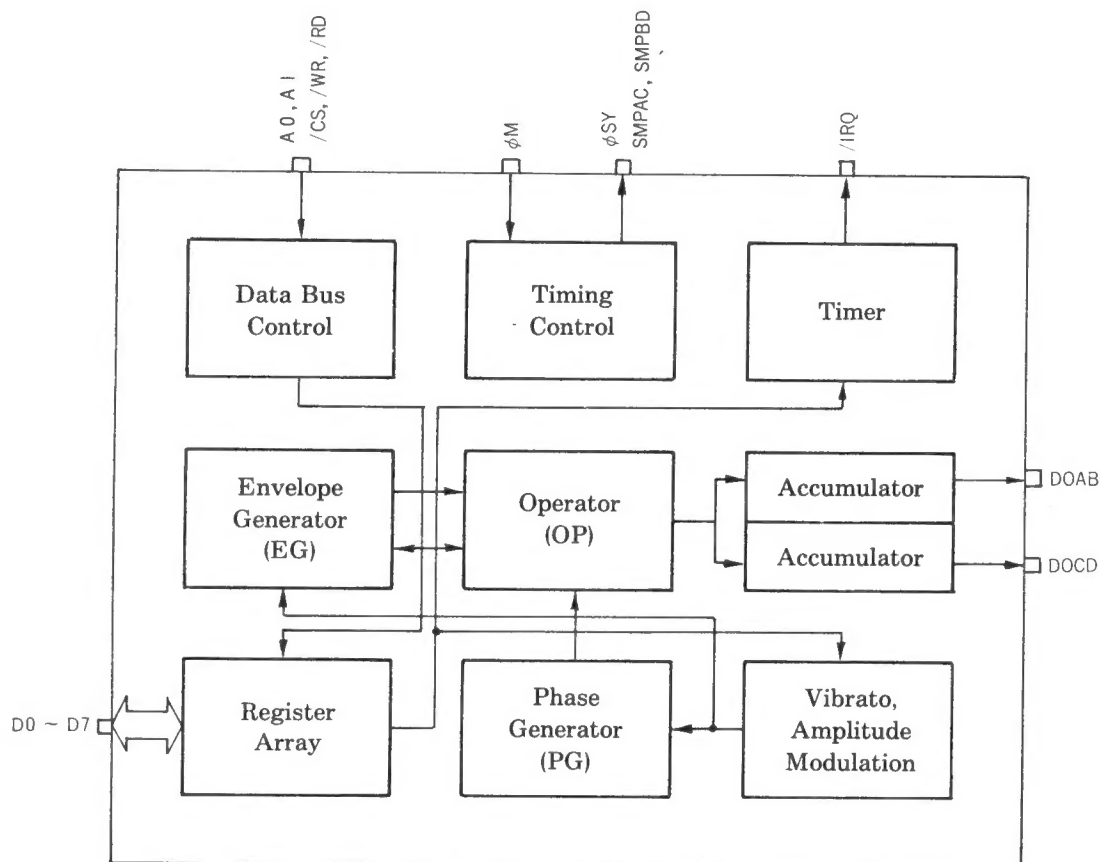 A0, A1
/CS, /WR, /RD
φM
φSY
SMPAC, SMPBD
/IRQ
Data Bus
Control
Timing
Control
Timer
Envelope
Generator
(EG)
Operator
(OP)
Accumulator
Accumulator
DOAB
DOCD
D0 ~ D7
Register
Array
Phase
Generator
(PG)
Vibrato,
Amplitude
Modulation